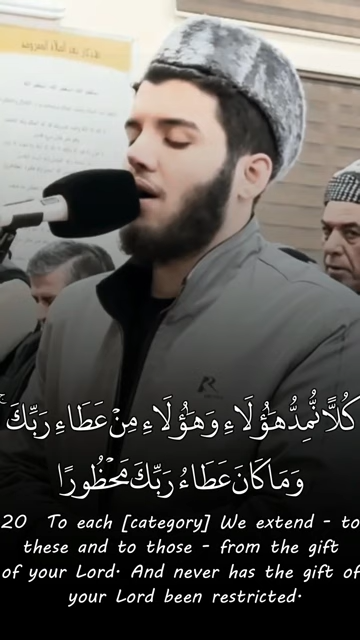 كُلًّا نُّمِدُّ هَٰٓؤُلَآءِ وَهَٰٓؤُلَآءِ مِنْ عَطَآءِ رَبِّكَ ۚ
وَمَا كَانَ عَطَآءُ رَبِّكَ مَحْظُورًا
20 To each [category] We extend - to
these and to those - from the gift
of your Lord. And never has the gift of
your Lord been restricted.